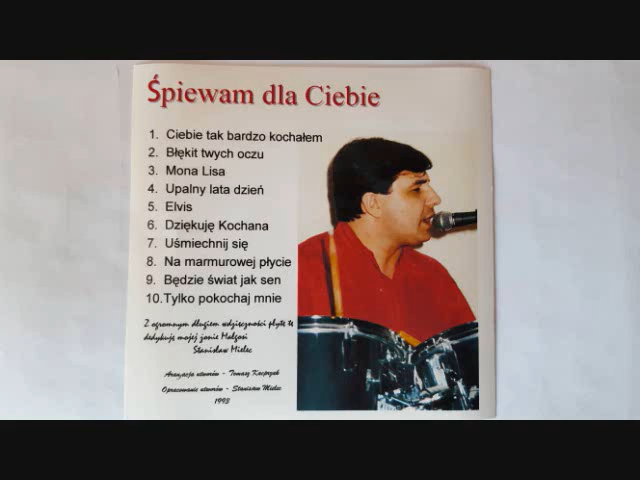 Śpiewam dla Ciebie
1. Ciebie tak bardzo kochałem
2. Błękit twych oczu
3. Mona Lisa
4. Upalny lata dzień
5. Elvis
6. Dziękuję Kochana
7. Uśmiechnij się
8. Na marmurowej płycie
9. Będzie świat jak sen
10. Tylko pokochaj mnie
Z ogromnym długiem wdzięczności płytę tę
dedykuję mojej żonie Małgosi
Stanisław Mielec
Aranżacja utworów - Tomasz Kacprzak
Opracowanie utworów - Stanisław Mielec
1993